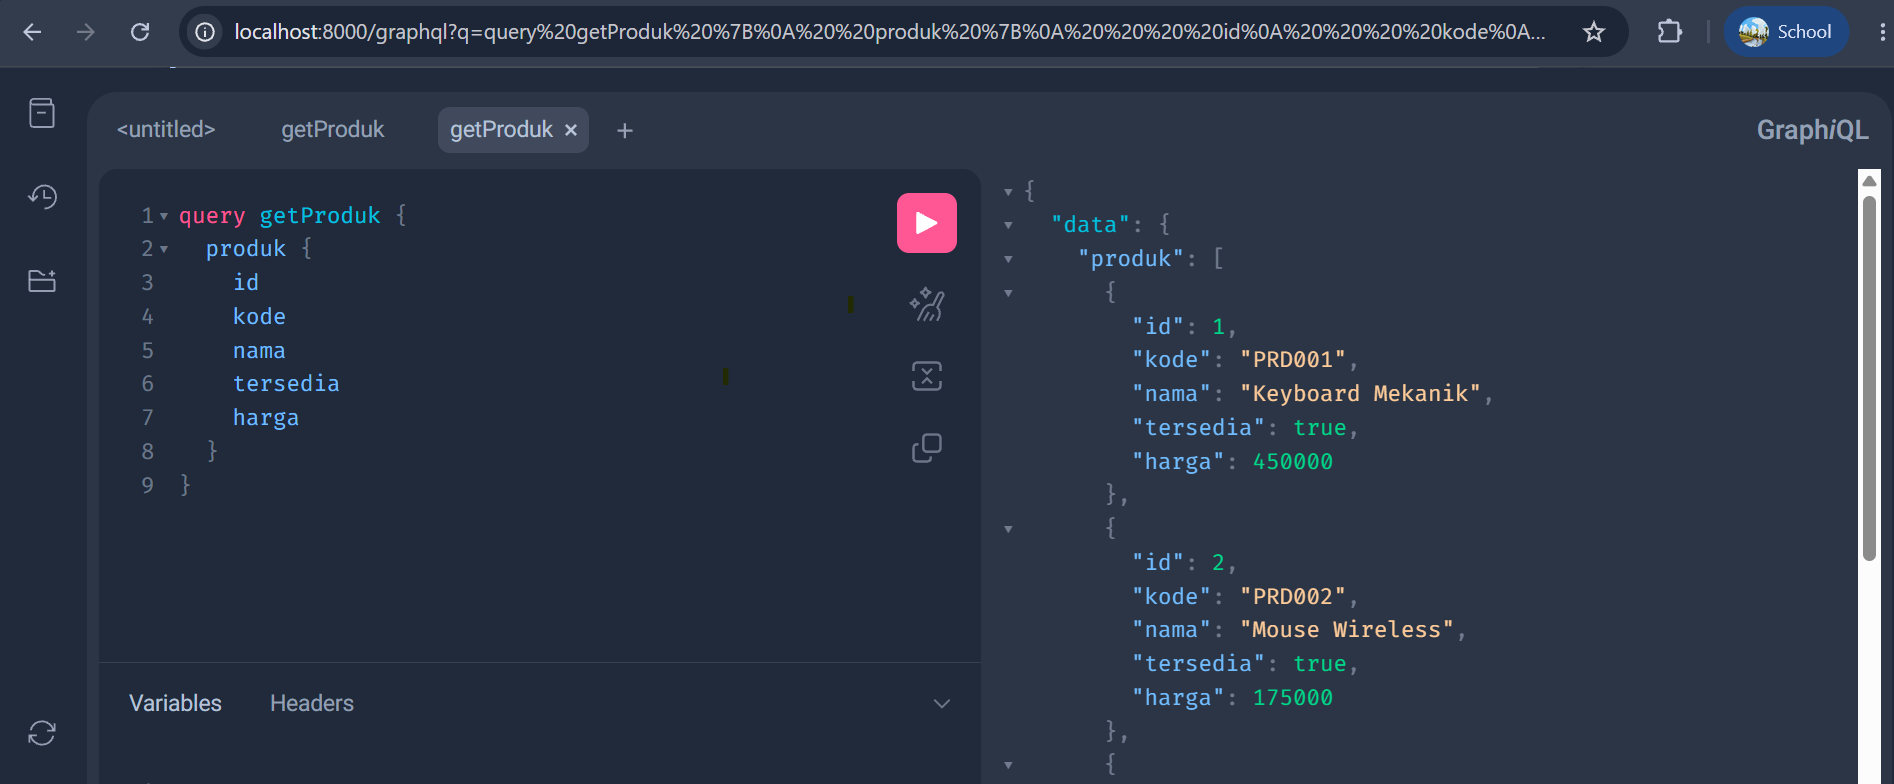 localhost:8000/graphql?q=query%20getProduk%20%7B%0A%20%20produk%20%7B%0A%20%20%20%20id%0A%20%20%20%20kode%0A...
School
<untitled>
getProduk
getProduk ×
+
GraphiQL
1 query getProduk {
2 produk {
3 id
4 kode
5 nama
6 tersedia
7 harga
8 }
9 }
Variables
Headers
{
"data": {
"produk": [
{
"id": 1,
"kode": "PRD001",
"nama": "Keyboard Mekanik",
"tersedia": true,
"harga": 450000
},
{
"id": 2,
"kode": "PRD002",
"nama": "Mouse Wireless",
"tersedia": true,
"harga": 175000
},
{